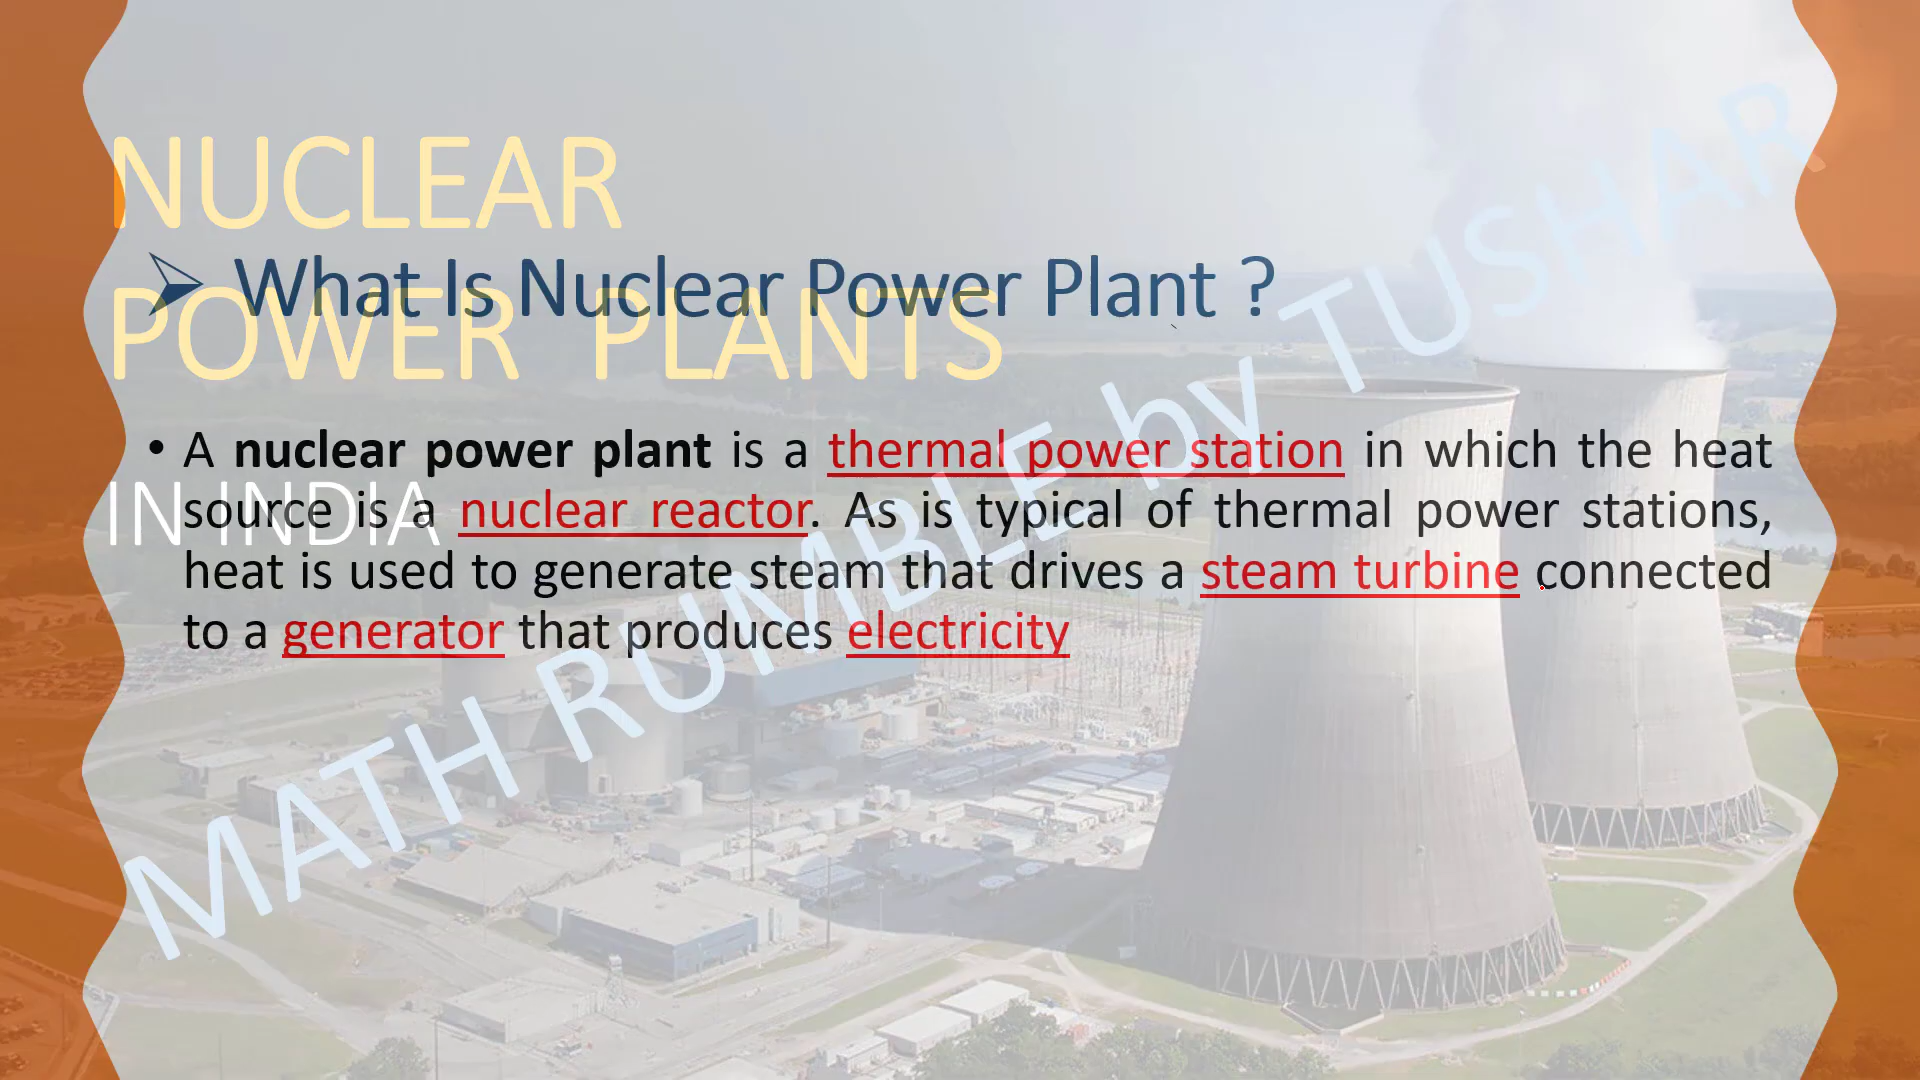 NUCLEAR
➢ What Is Nuclear Power Plant ?
POWER PLANTS
• A nuclear power plant is a thermal power station in which the heat
IN INDIA
source is a nuclear reactor. As is typical of thermal power stations,
heat is used to generate steam that drives a steam turbine connected
to a generator that produces electricity
MATH RUMBLE by TUSHAR